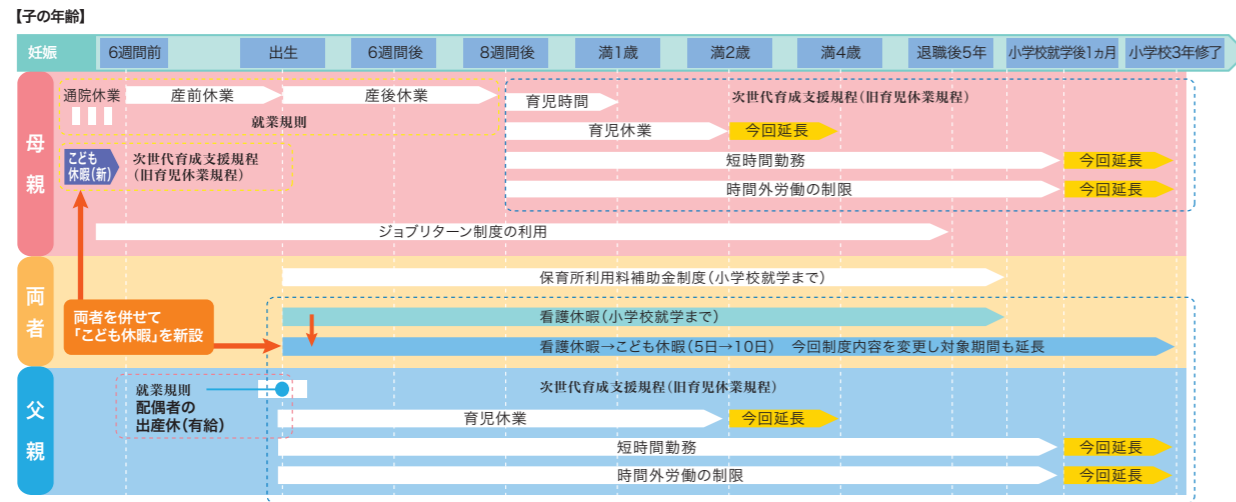 【子の年齢】
妊娠
6週間前
出生
6週間後
8週間後
満1歳
満2歳
満4歳
退職後5年
小学校就学後1ヵ月
小学校3年修了
母親
通院休業
産前休業
産後休業
就業規則
育児時間
次世代育成支援規程(旧育児休業規程)
育児休業
今回延長
こども
休暇(新)
次世代育成支援規程
(旧育児休業規程)
短時間勤務
今回延長
時間外労働の制限
今回延長
ジョブリターン制度の利用
両者
保育所利用料補助金制度(小学校就学まで)
両者を併せて
「こども休暇」を新設
看護休暇(小学校就学まで)
看護休暇→こども休暇(5日→10日) 今回制度内容を変更し対象期間も延長
父親
就業規則
配偶者の
出産休(有給)
次世代育成支援規程(旧育児休業規程)
育児休業
今回延長
短時間勤務
今回延長
時間外労働の制限
今回延長